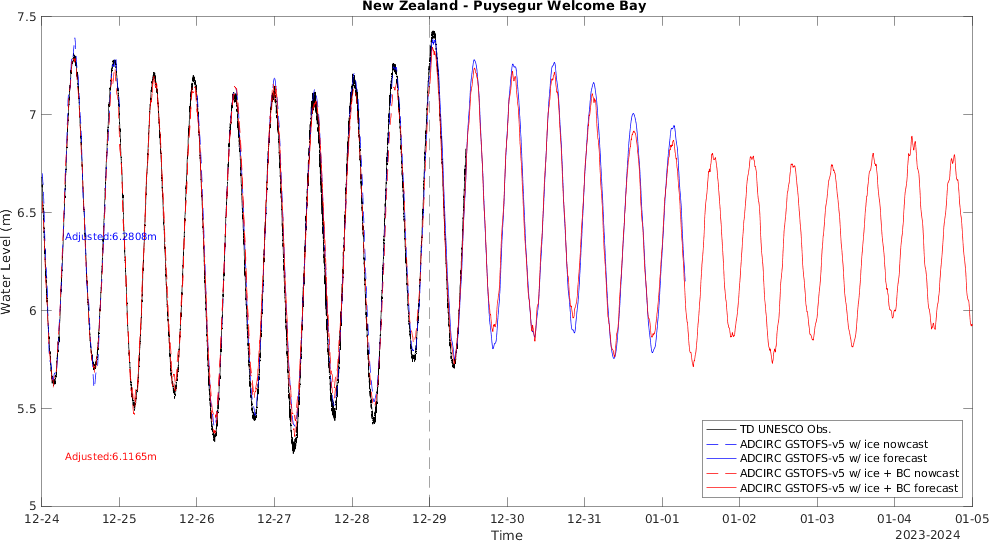 New Zealand - Puysegur Welcome Bay
7.5
7
6.5
6
5.5
5
Water Level (m)
Adjusted:6.2808m
Adjusted:6.1165m
TD UNESCO Obs.
ADCIRC GSTOFS-v5 w/ ice nowcast
ADCIRC GSTOFS-v5 w/ ice forecast
ADCIRC GSTOFS-v5 w/ ice + BC nowcast
ADCIRC GSTOFS-v5 w/ ice + BC forecast
12-24 12-25 12-26 12-27 12-28 12-29 12-30 12-31 01-01 01-02 01-03 01-04 01-05
Time
2023-2024